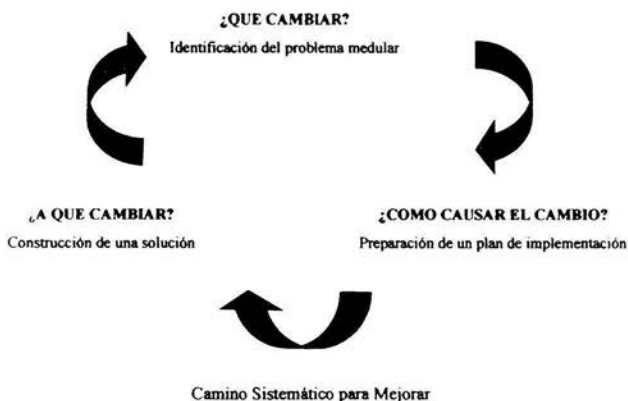 ¿QUE CAMBIAR?
Identificación del problema medular
¿A QUE CAMBIAR?
Construcción de una solución
¿COMO CAUSAR EL CAMBIO?
Preparación de un plan de implementación
Camino Sistemático para Mejorar